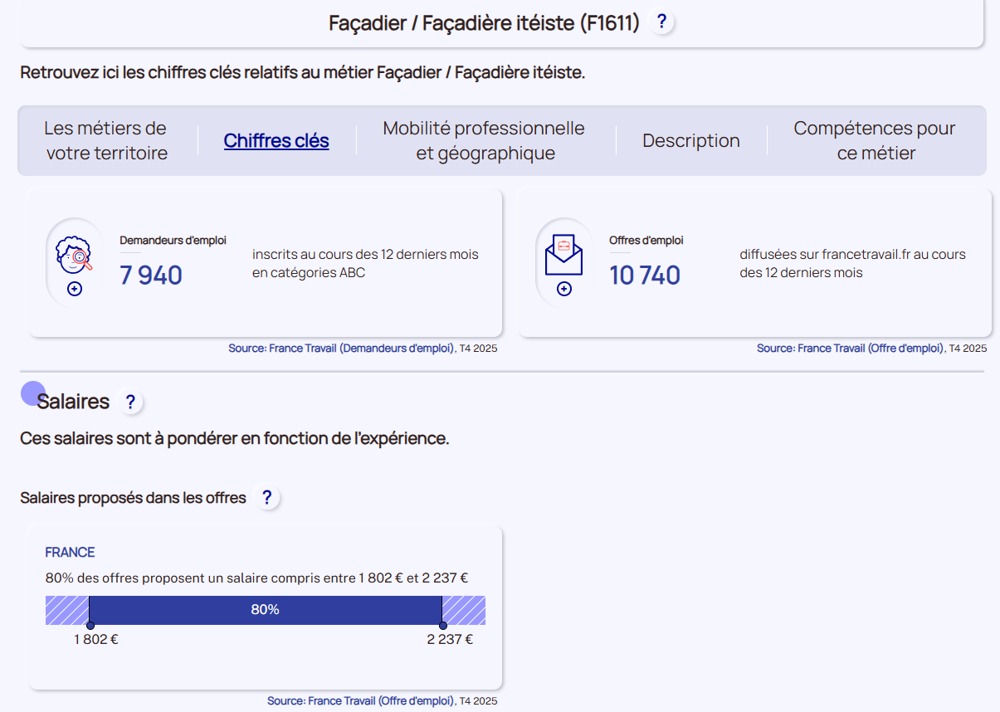 Façadier / Façadière itéiste (F1611) ?
Retrouvez ici les chiffres clés relatifs au métier Façadier / Façadière itéiste.
Les métiers de
votre territoire
Chiffres clés
Mobilité professionnelle
et géographique
Description
Compétences pour
ce métier
Demandeurs d'emploi
7 940
inscrits au cours des 12 derniers mois
en catégories ABC
Source: France Travail (Demandeurs d'emploi), T4 2025
Offres d'emploi
10 740
diffusées sur francetravail.fr au cours
des 12 derniers mois
Source: France Travail (Offre d'emploi), T4 2025
Salaires ?
Ces salaires sont à pondérer en fonction de l'expérience.
Salaires proposés dans les offres ?
FRANCE
80% des offres proposent un salaire compris entre 1 802 € et 2 237 €
80%
1 802 €
2 237 €
Source: France Travail (Offre d'emploi), T4 2025